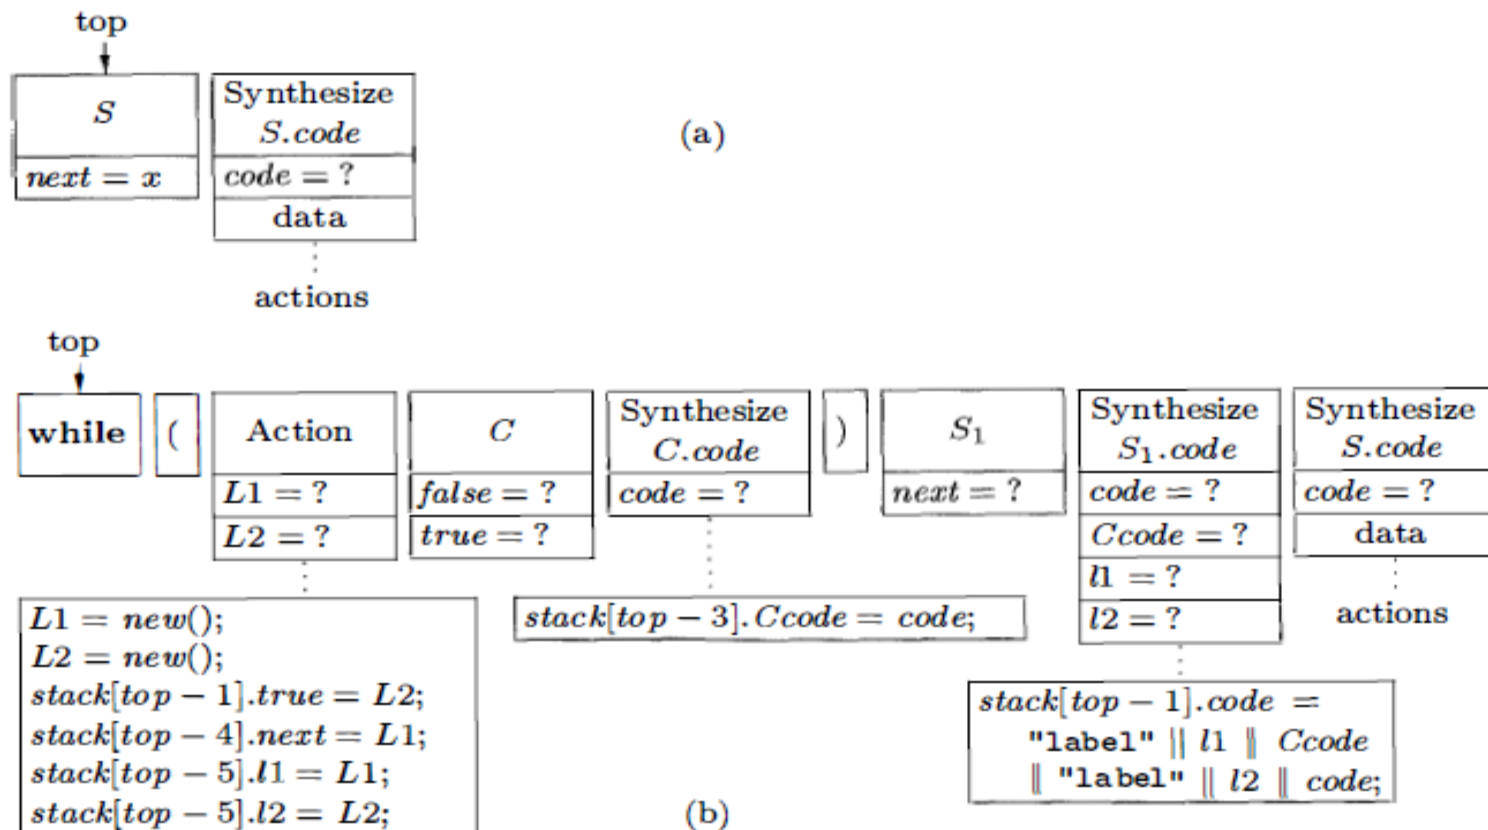 top
S
next = x
Synthesize
S.code
code = ?
data
actions
(a)
top
while
(
Action
L1 = ?
L2 = ?
C
false = ?
true = ?
Synthesize
C.code
code = ?
)
S₁
next = ?
Synthesize
S₁.code
code = ?
Ccode = ?
l1 = ?
l2 = ?
Synthesize
S.code
code = ?
data
actions
L1 = new();
L2 = new();
stack[top − 1].true = L2;
stack[top − 4].next = L1;
stack[top − 5].l1 = L1;
stack[top − 5].l2 = L2;
stack[top − 3].Ccode = code;
stack[top − 1].code =
"label" || l1 || Ccode
|| "label" || l2 || code;
(b)